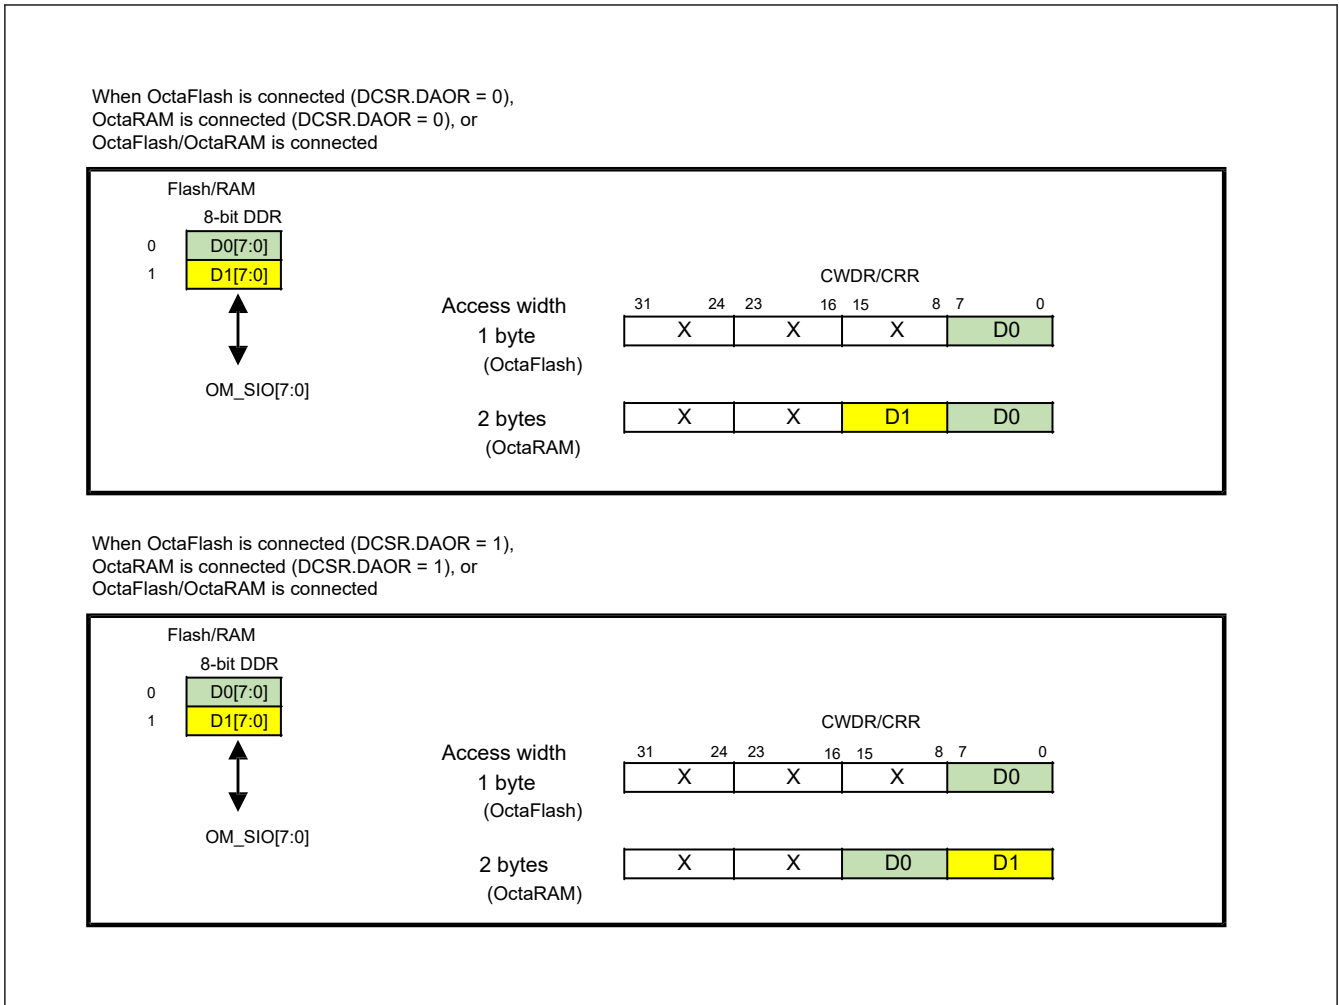 When OctaFlash is connected (DCSR.DAOR = 0),
OctaRAM is connected (DCSR.DAOR = 0), or
OctaFlash/OctaRAM is connected
Flash/RAM
8-bit DDR
0 D0[7:0]
1 D1[7:0]
OM_SIO[7:0]
CWDR/CRR
Access width 31 24 23 16 15 8 7 0
1 byte X X X D0
(OctaFlash)
2 bytes X X D1 D0
(OctaRAM)
When OctaFlash is connected (DCSR.DAOR = 1),
OctaRAM is connected (DCSR.DAOR = 1), or
OctaFlash/OctaRAM is connected
Flash/RAM
8-bit DDR
0 D0[7:0]
1 D1[7:0]
OM_SIO[7:0]
CWDR/CRR
Access width 31 24 23 16 15 8 7 0
1 byte X X X D0
(OctaFlash)
2 bytes X X D0 D1
(OctaRAM)